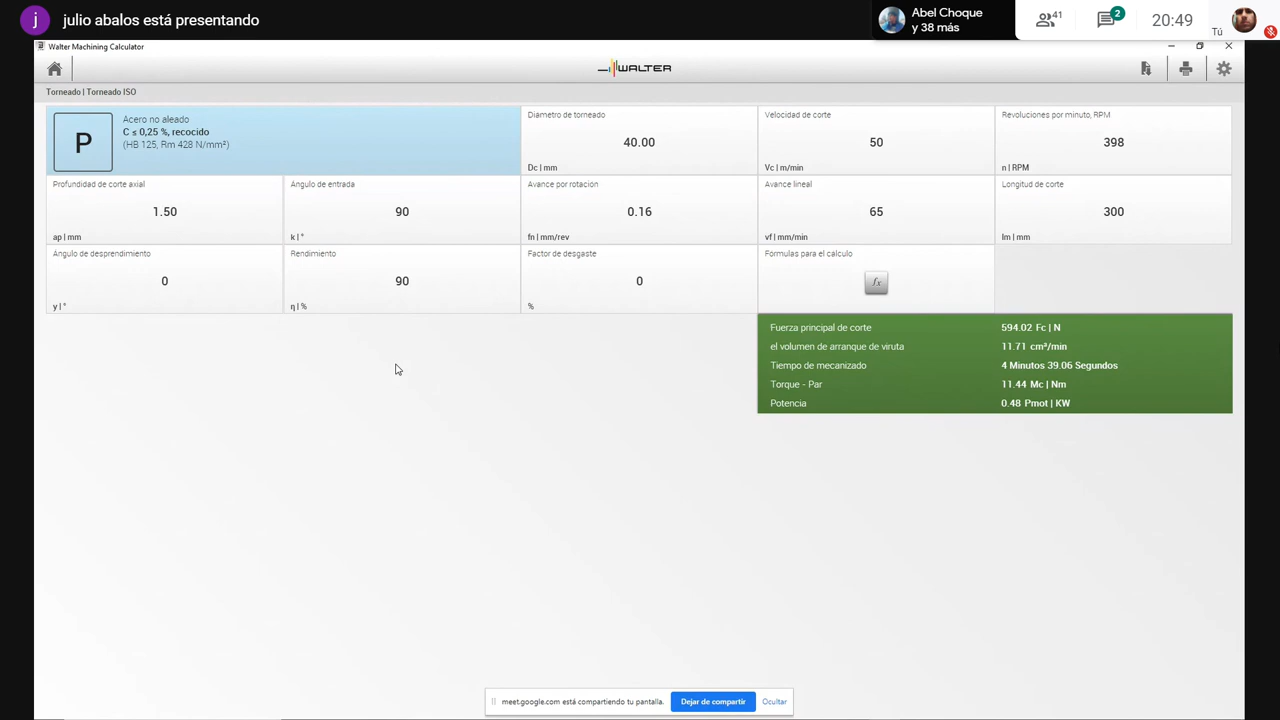 j julio abalos está presentando
Abel Choque
y 38 más
41
2
20:49
Tú
Walter Machining Calculator
WALTER
Torneado | Torneado ISO
P
Acero no aleado
C ≤ 0,25 %, recocido
(HB 125, Rm 428 N/mm²)
Diametro de torneado
40.00
Dc | mm
Velocidad de corte
50
Vc | m/min
Revoluciones por minuto, RPM
398
n | RPM
Profundidad de corte axial
1.50
ap | mm
Angulo de entrada
90
k | °
Avance por rotacion
0.16
fn | mm/rev
Avance lineal
65
vf | mm/min
Longitud de corte
300
lm | mm
Angulo de desprendimiento
0
y | °
Rendimiento
90
η | %
Factor de desgaste
0
%
Formulas para el calculo
fx
Fuerza principal de corte 594.02 Fc | N
el volumen de arranque de viruta 11.71 cm³/min
Tiempo de mecanizado 4 Minutos 39.06 Segundos
Torque - Par 11.44 Mc | Nm
Potencia 0.48 Pmot | KW
meet.google.com está compartiendo tu pantalla. Dejar de compartir Ocultar